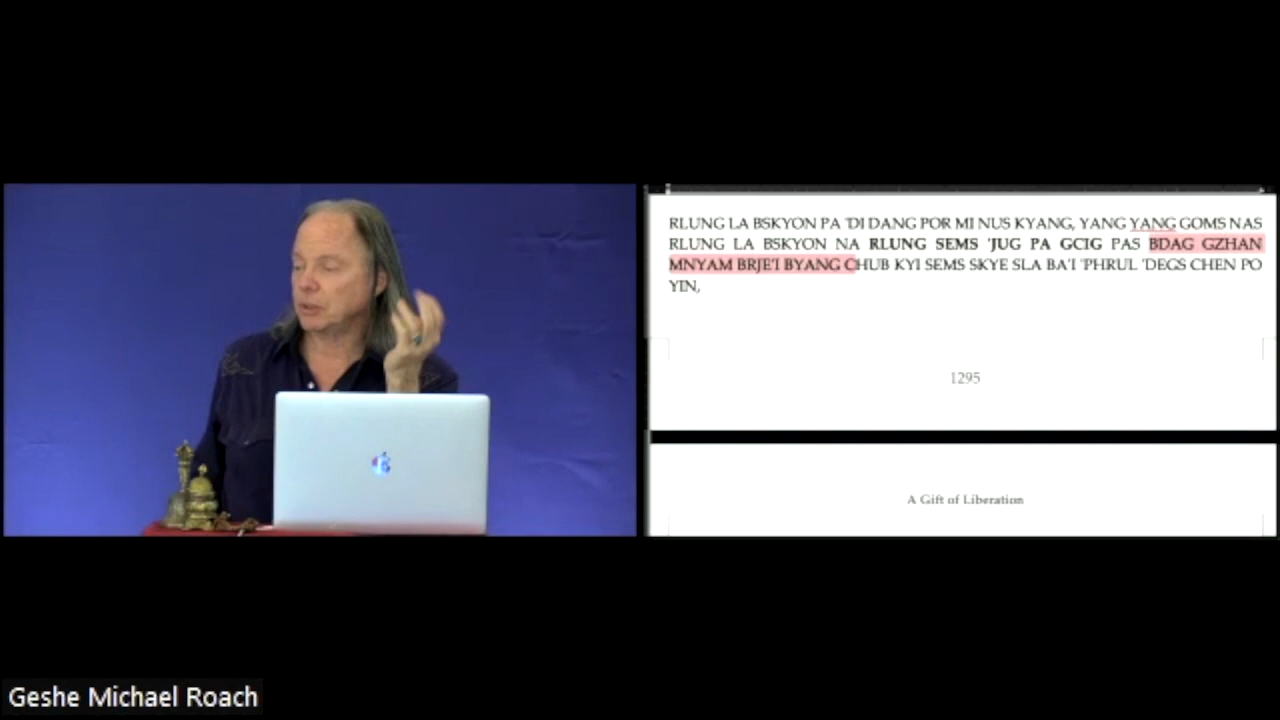 RLUNG LA BSKYON PA 'DI DANG POR MI NUS KYANG, YANG YANG GOMS NAS
RLUNG LA BSKYON NA RLUNG SEMS 'JUG PA GCIG PAS BDAG GZHAN
MNYAM BRJE'I BYANG CHUB KYI SEMS SKYE SLA BA'I 'PHRUL 'DEGS CHEN PO
YIN,
1295
A Gift of Liberation
Geshe Michael Roach